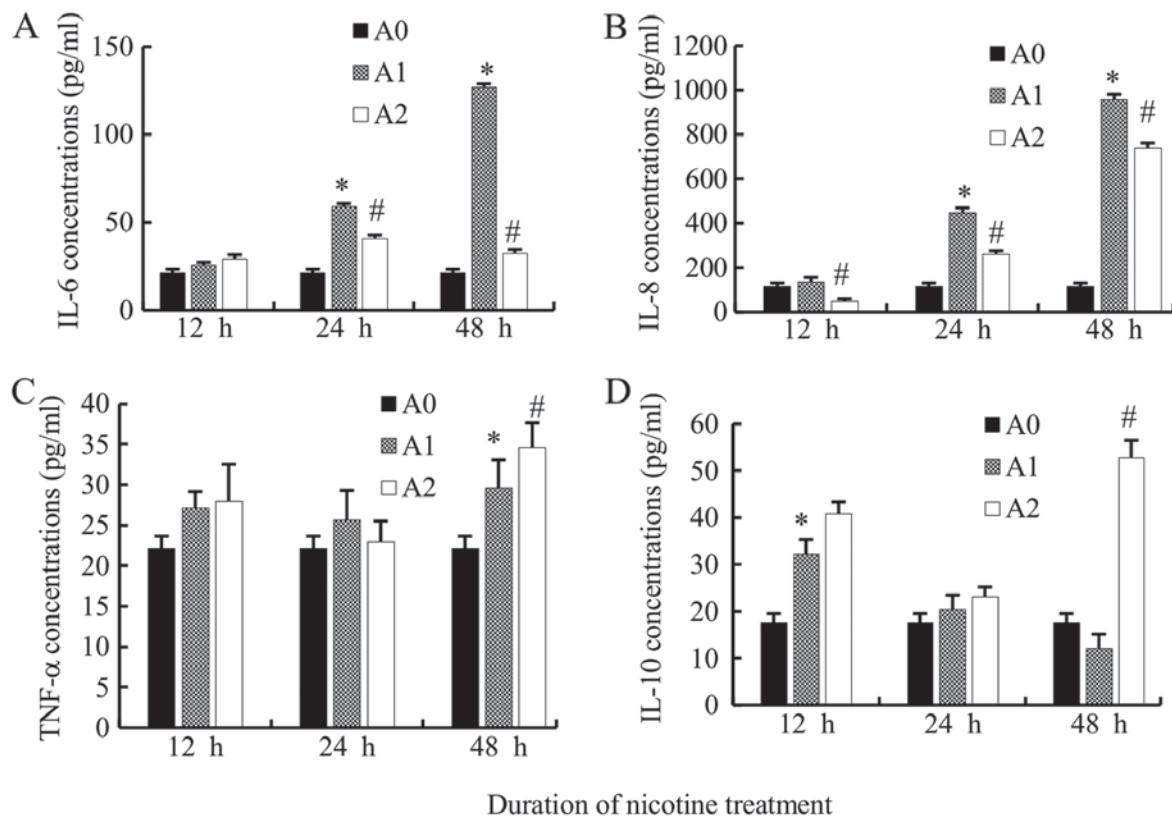 A
IL-6 concentrations (pg/ml)
150
100
50
0
A0
A1
A2
*
#
*
#
12 h
24 h
48 h
B
IL-8 concentrations (pg/ml)
1200
1000
800
600
400
200
0
A0
A1
A2
#
*
#
*
#
12 h
24 h
48 h
C
TNF-α concentrations (pg/ml)
40
35
30
25
20
15
10
5
0
A0
A1
A2
*
#
12 h
24 h
48 h
D
IL-10 concentrations (pg/ml)
60
50
40
30
20
10
0
A0
A1
A2
*
#
12 h
24 h
48 h
Duration of nicotine treatment